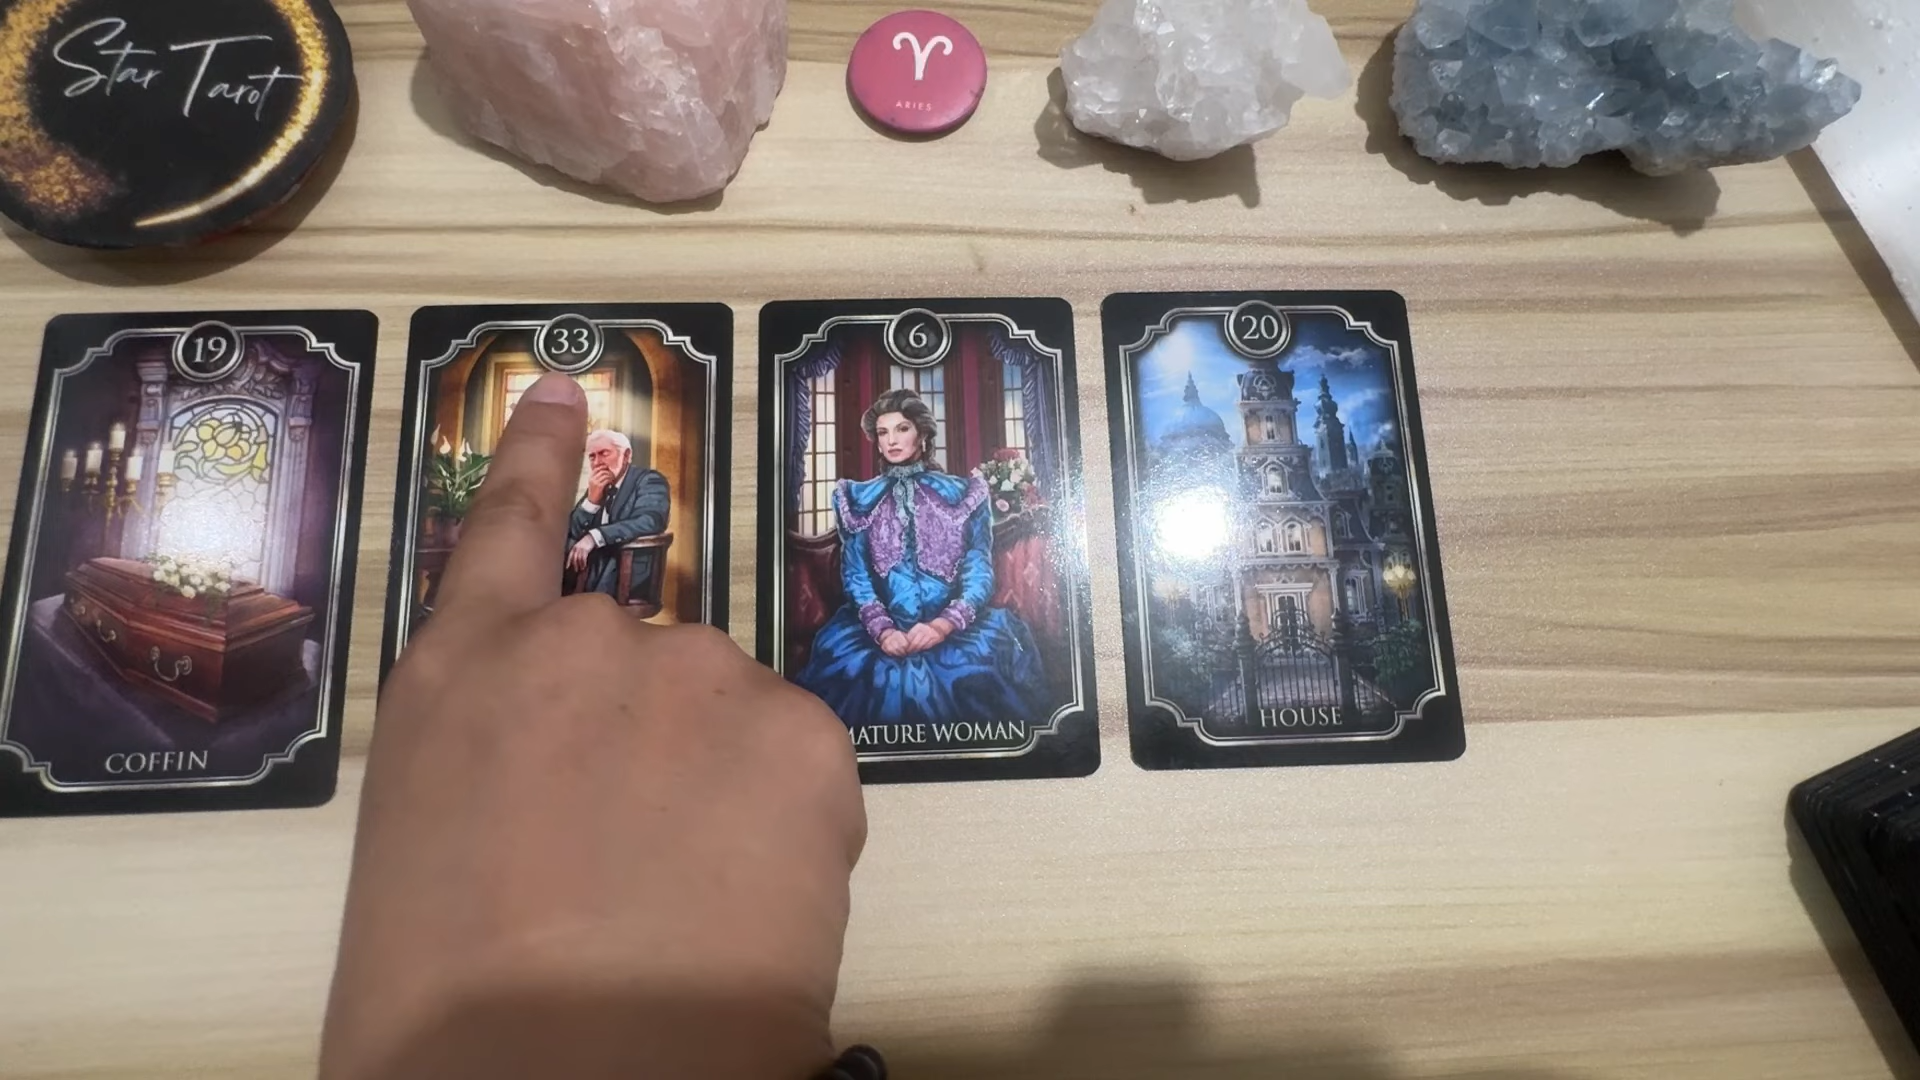 Star Tarot
ARIES
19
COFFIN
33
6
MATURE WOMAN
20
HOUSE